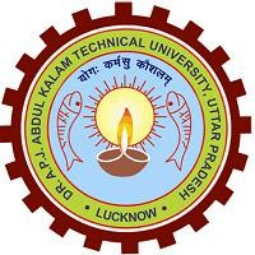 DR. A.P.J. ABDUL KALAM TECHNICAL UNIVERSITY, UTTAR PRADESH
योगः कर्मसु कौशलम्
• LUCKNOW •